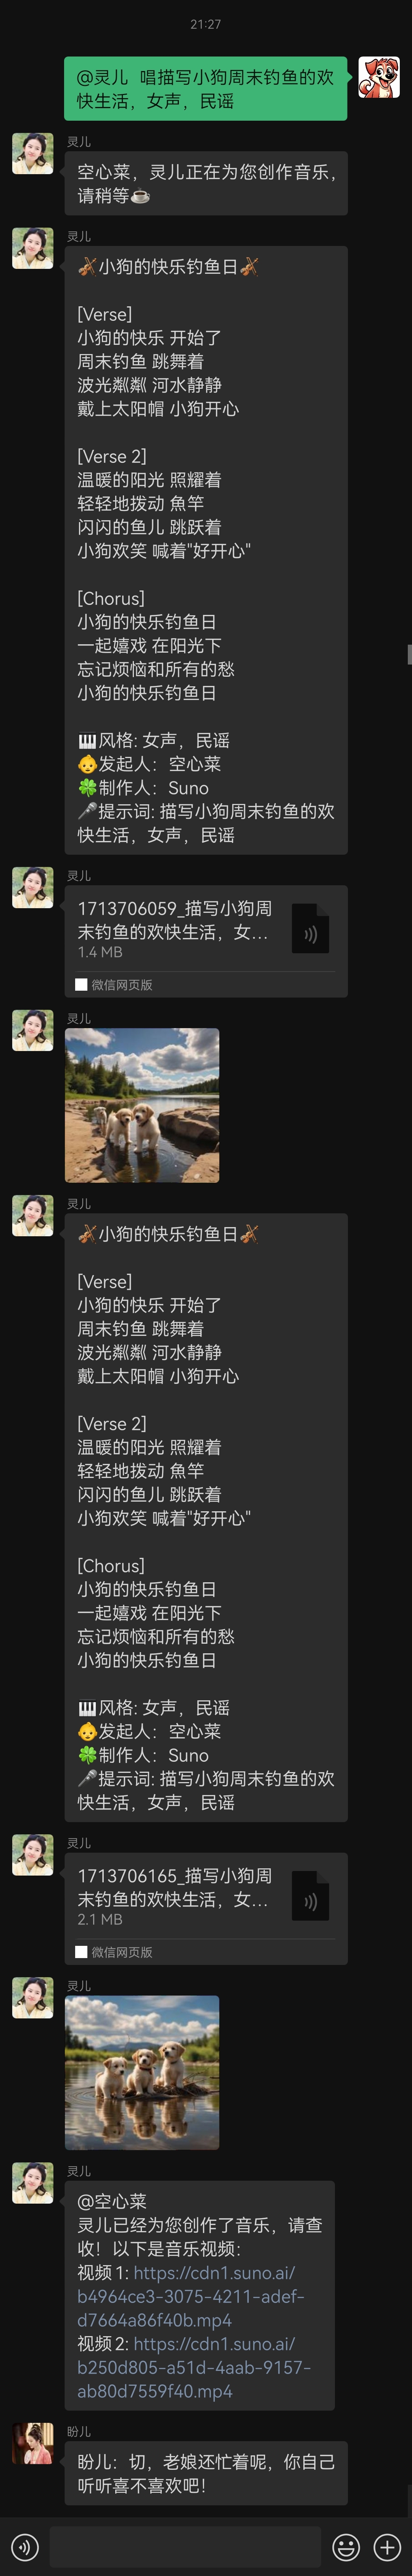 21:27
@灵儿 唱描写小狗周末钓鱼的欢
快生活，女声，民谣
灵儿
空心菜，灵儿正在为您创作音乐，
请稍等☕
灵儿
🎻小狗的快乐钓鱼日🎻
[Verse]
小狗的快乐 开始了
周末钓鱼 跳舞着
波光粼粼 河水静静
戴上太阳帽 小狗开心
[Verse 2]
温暖的阳光 照耀着
轻轻地拨动 魚竿
闪闪的鱼儿 跳跃着
小狗欢笑 喊着"好开心"
[Chorus]
小狗的快乐钓鱼日
一起嬉戏 在阳光下
忘记烦恼和所有的愁
小狗的快乐钓鱼日
🎹风格: 女声，民谣
👶发起人：空心菜
🍀制作人：Suno
🎤提示词: 描写小狗周末钓鱼的欢
快生活，女声，民谣
灵儿
1713706059_描写小狗周
末钓鱼的欢快生活，女...
1.4 MB
微信网页版
灵儿
灵儿
🎻小狗的快乐钓鱼日🎻
[Verse]
小狗的快乐 开始了
周末钓鱼 跳舞着
波光粼粼 河水静静
戴上太阳帽 小狗开心
[Verse 2]
温暖的阳光 照耀着
轻轻地拨动 魚竿
闪闪的鱼儿 跳跃着
小狗欢笑 喊着"好开心"
[Chorus]
小狗的快乐钓鱼日
一起嬉戏 在阳光下
忘记烦恼和所有的愁
小狗的快乐钓鱼日
🎹风格: 女声，民谣
👶发起人：空心菜
🍀制作人：Suno
🎤提示词: 描写小狗周末钓鱼的欢
快生活，女声，民谣
灵儿
1713706165_描写小狗周
末钓鱼的欢快生活，女...
2.1 MB
微信网页版
灵儿
灵儿
@空心菜
灵儿已经为您创作了音乐，请查
收！以下是音乐视频：
视频 1: https://cdn1.suno.ai/
b4964ce3-3075-4211-adef-
d7664a86f40b.mp4
视频 2: https://cdn1.suno.ai/
b250d805-a51d-4aab-9157-
ab80d7559f40.mp4
盼儿
盼儿：切，老娘还忙着呢，你自己
听听喜不喜欢吧！